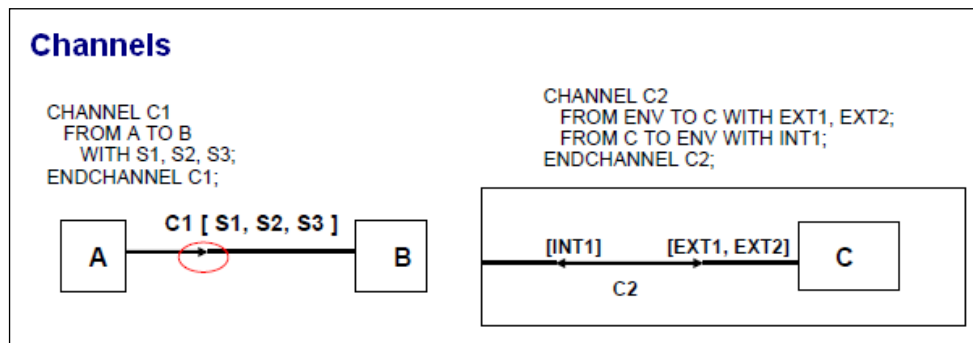 Channels
CHANNEL C1
FROM A TO B
WITH S1, S2, S3;
ENDCHANNEL C1;
CHANNEL C2
FROM ENV TO C WITH EXT1, EXT2;
FROM C TO ENV WITH INT1;
ENDCHANNEL C2;
C1 [ S1, S2, S3 ]
A
B
[INT1] [EXT1, EXT2]
C
C2